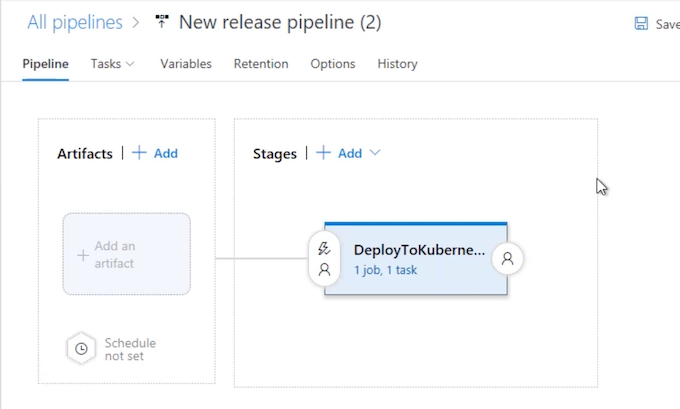 All pipelines > New release pipeline (2)
Save
Pipeline Tasks Variables Retention Options History
Artifacts | + Add
Stages | + Add
+ Add an
artifact
DeployToKuberne...
1 job, 1 task
Schedule
not set